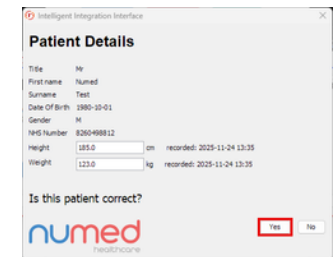 Intelligent Integration Interface
Patient Details
Title Mr
First name Numed
Surname Test
Date Of Birth 1980-10-01
Gender M
NHS Number 8260498812
Height 185.0 cm recorded: 2025-11-24 13:35
Weight 123.0 kg recorded: 2025-11-24 13:35
Is this patient correct?
numed
healthcare
Yes No